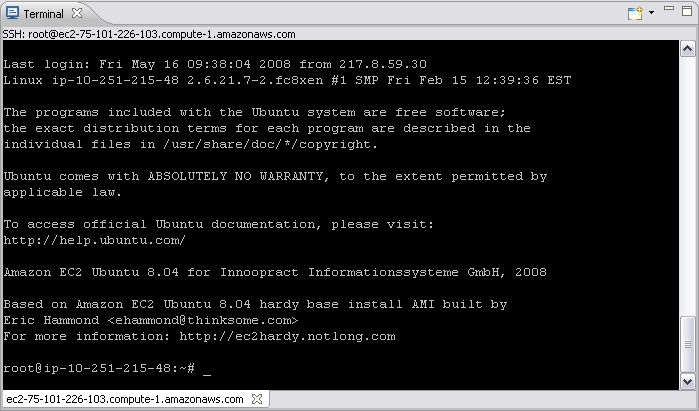 Terminal
SSH: root@ec2-75-101-226-103.compute-1.amazonaws.com
Last login: Fri May 16 09:38:04 2008 from 217.8.59.30
Linux ip-10-251-215-48 2.6.21.7-2.fc8xen #1 SMP Fri Feb 15 12:39:36 EST
The programs included with the Ubuntu system are free software;
the exact distribution terms for each program are described in the
individual files in /usr/share/doc/*/copyright.
Ubuntu comes with ABSOLUTELY NO WARRANTY, to the extent permitted by
applicable law.
To access official Ubuntu documentation, please visit:
http://help.ubuntu.com/
Amazon EC2 Ubuntu 8.04 for Innoopract Informationssysteme GmbH, 2008
Based on Amazon EC2 Ubuntu 8.04 hardy base install AMI built by
Eric Hammond <ehammond@thinksome.com>
For more information: http://ec2hardy.notlong.com
root@ip-10-251-215-48:~# _
ec2-75-101-226-103.compute-1.amazonaws.com